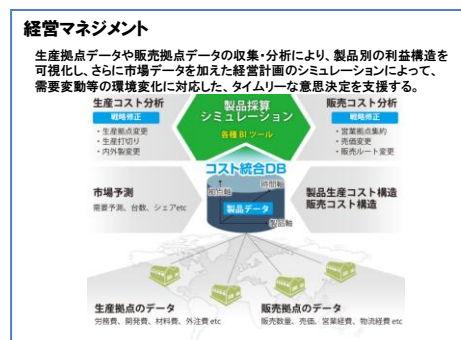 経営マネジメント
生産拠点データや販売拠点データの収集・分析により、製品別の利益構造を
可視化し、さらに市場データを加えた経営計画のシミュレーションによって、
需要変動等の環境変化に対応した、タイムリーな意思決定を支援する。
生産コスト分析
戦略修正
・生産拠点変更
・生産打切り
・内外製変更
製品採算
シミュレーション
各種 BI ツール
販売コスト分析
戦略修正
・営業拠点集約
・売価変更
・販売ルート変更
コスト統合DB
拠点軸
時間軸
製品データ
製品軸
市場予測
需要予測、台数、シェアetc
製品生産コスト構造
販売コスト構造
生産拠点のデータ
労務費、開発費、材料費、外注費 etc
販売拠点のデータ
販売数量、売価、営業経費、物流経費 etc